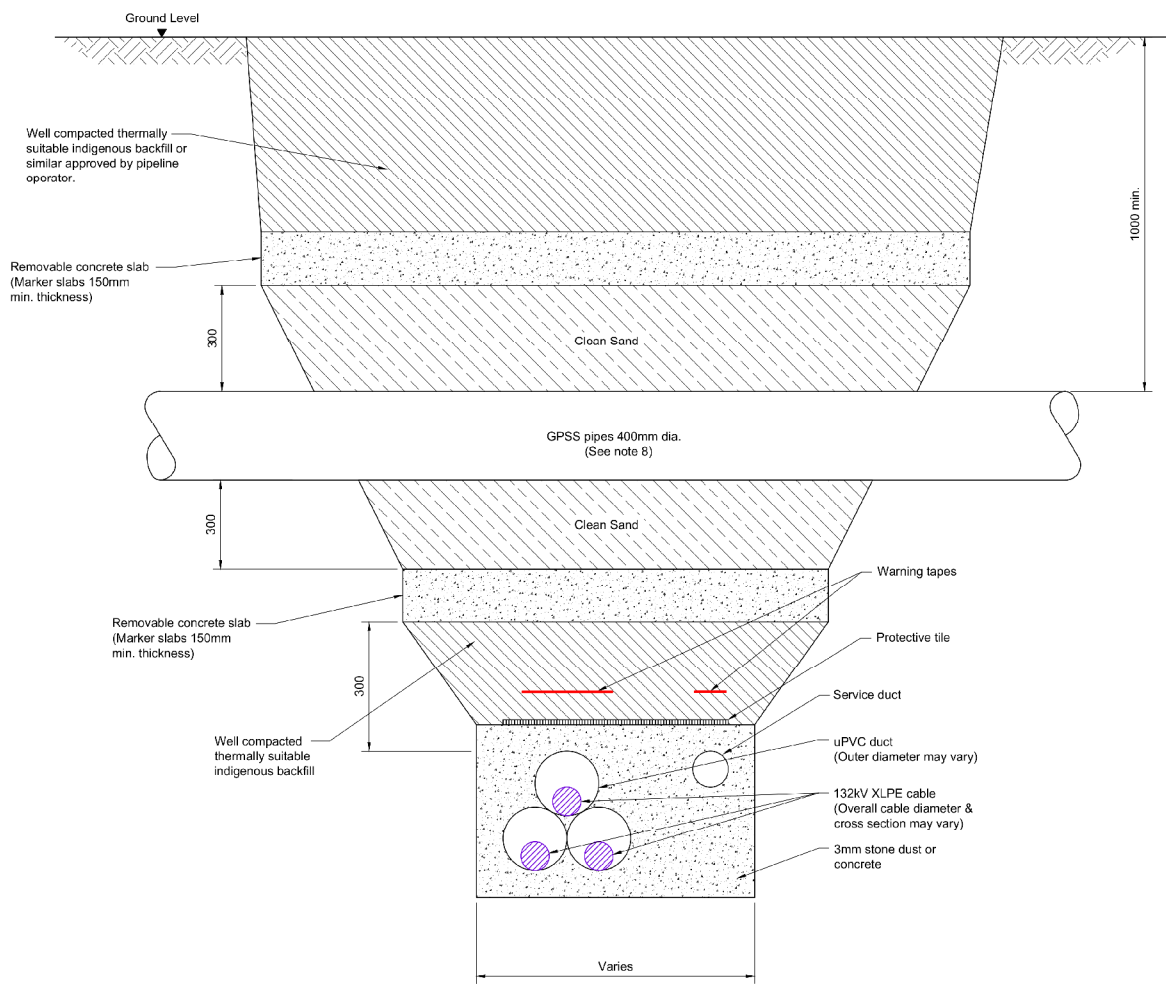 Ground Level
Well compacted thermally
suitable indigenous backfill or
similar approved by pipeline
operator.
1000 min.
Removable concrete slab
(Marker slabs 150mm
min. thickness)
300
Clean Sand
GPSS pipes 400mm dia.
(See note 8)
300
Clean Sand
Warning tapes
Removable concrete slab
(Marker slabs 150mm
min. thickness)
Protective tile
300
Service duct
Well compacted
thermally suitable
indigenous backfill
uPVC duct
(Outer diameter may vary)
132kV XLPE cable
(Overall cable diameter &
cross section may vary)
3mm stone dust or
concrete
Varies